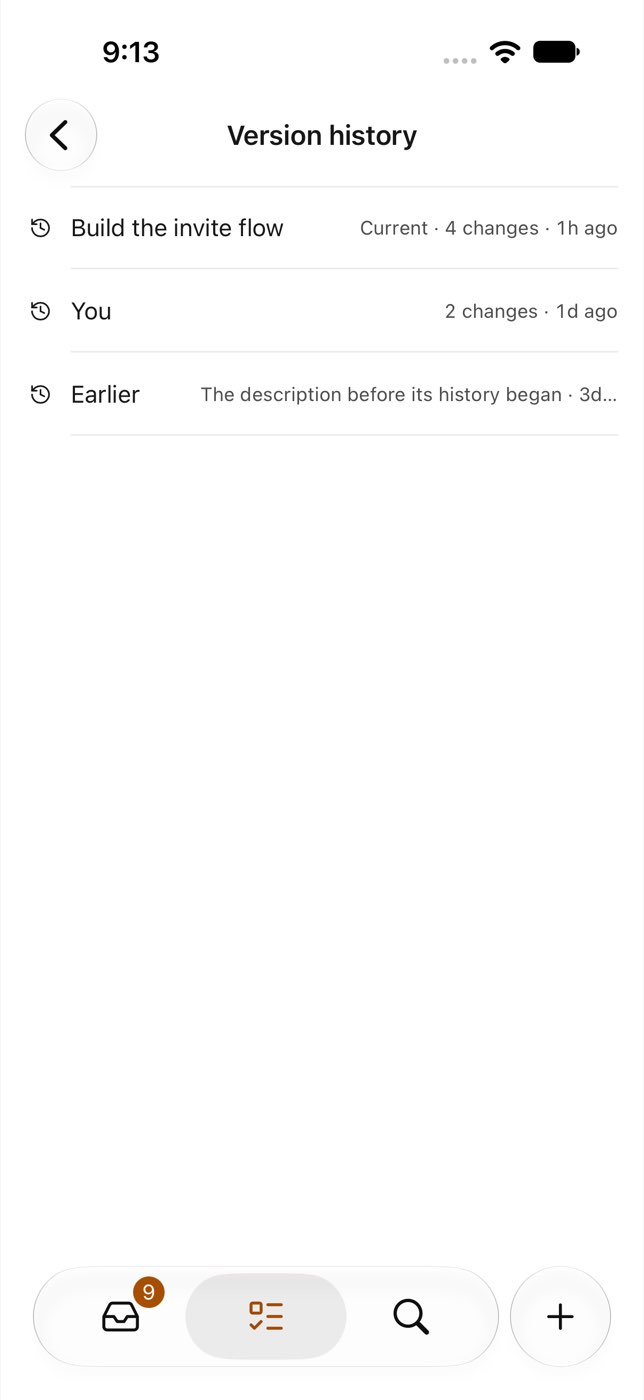 9:13
Version history
Build the invite flow
Current · 4 changes · 1h ago
You
2 changes · 1d ago
Earlier
The description before its history began · 3d...
9